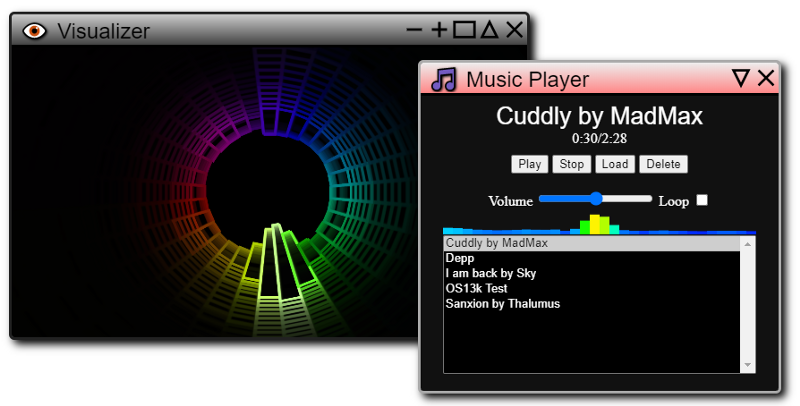 Visualizer
Music Player
Cuddly by MadMax
0:30/2:28
Play Stop Load Delete
Volume Loop
Cuddly by MadMax
Depp
I am back by Sky
OS13k Test
Sanxion by Thalumus